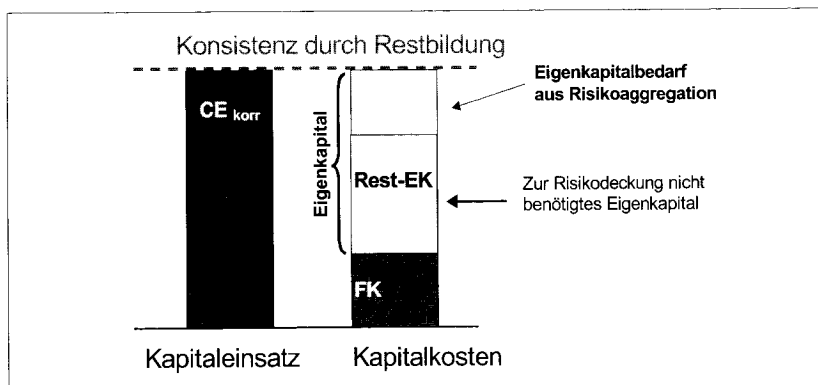 Konsistenz durch Restbildung
CE korr
Eigenkapital
Eigenkapitalbedarf
aus Risikoaggregation
Rest-EK
Zur Risikodeckung nicht
benötigtes Eigenkapital
FK
Kapitaleinsatz
Kapitalkosten